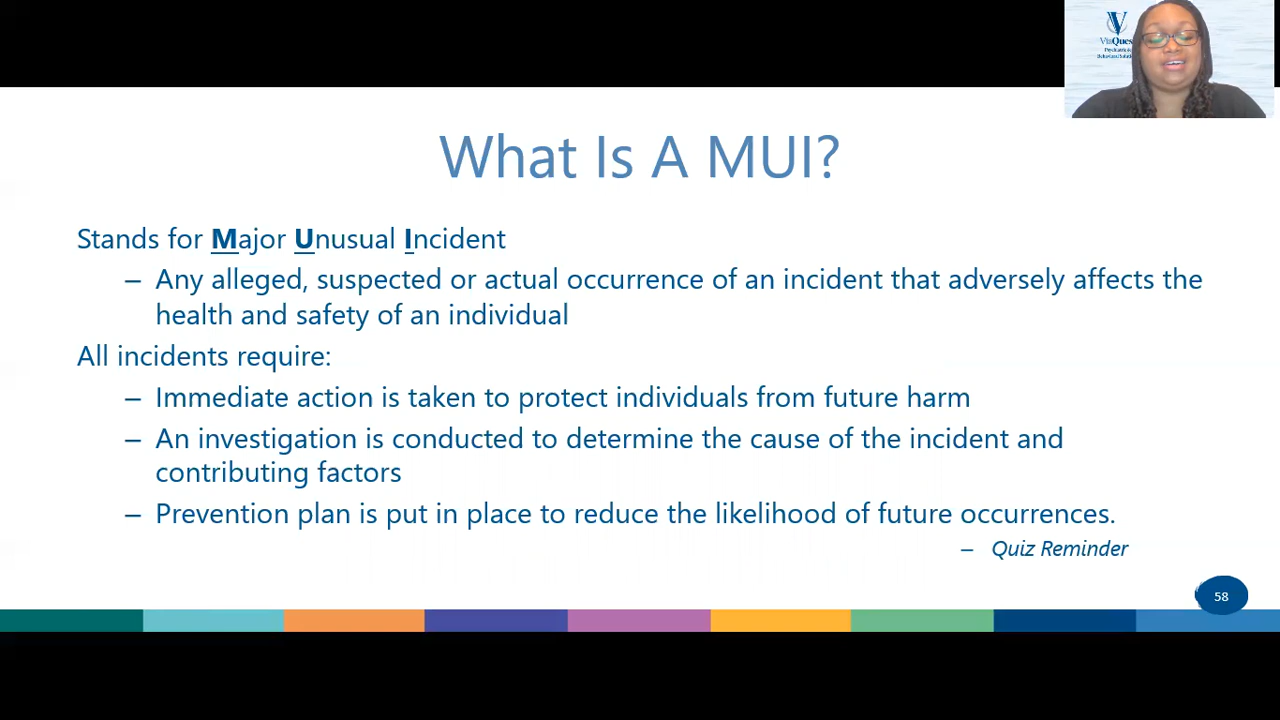 What Is A MUI?
Stands for Major Unusual Incident
– Any alleged, suspected or actual occurrence of an incident that adversely affects the
health and safety of an individual
All incidents require:
– Immediate action is taken to protect individuals from future harm
– An investigation is conducted to determine the cause of the incident and
contributing factors
– Prevention plan is put in place to reduce the likelihood of future occurrences.
– Quiz Reminder
58